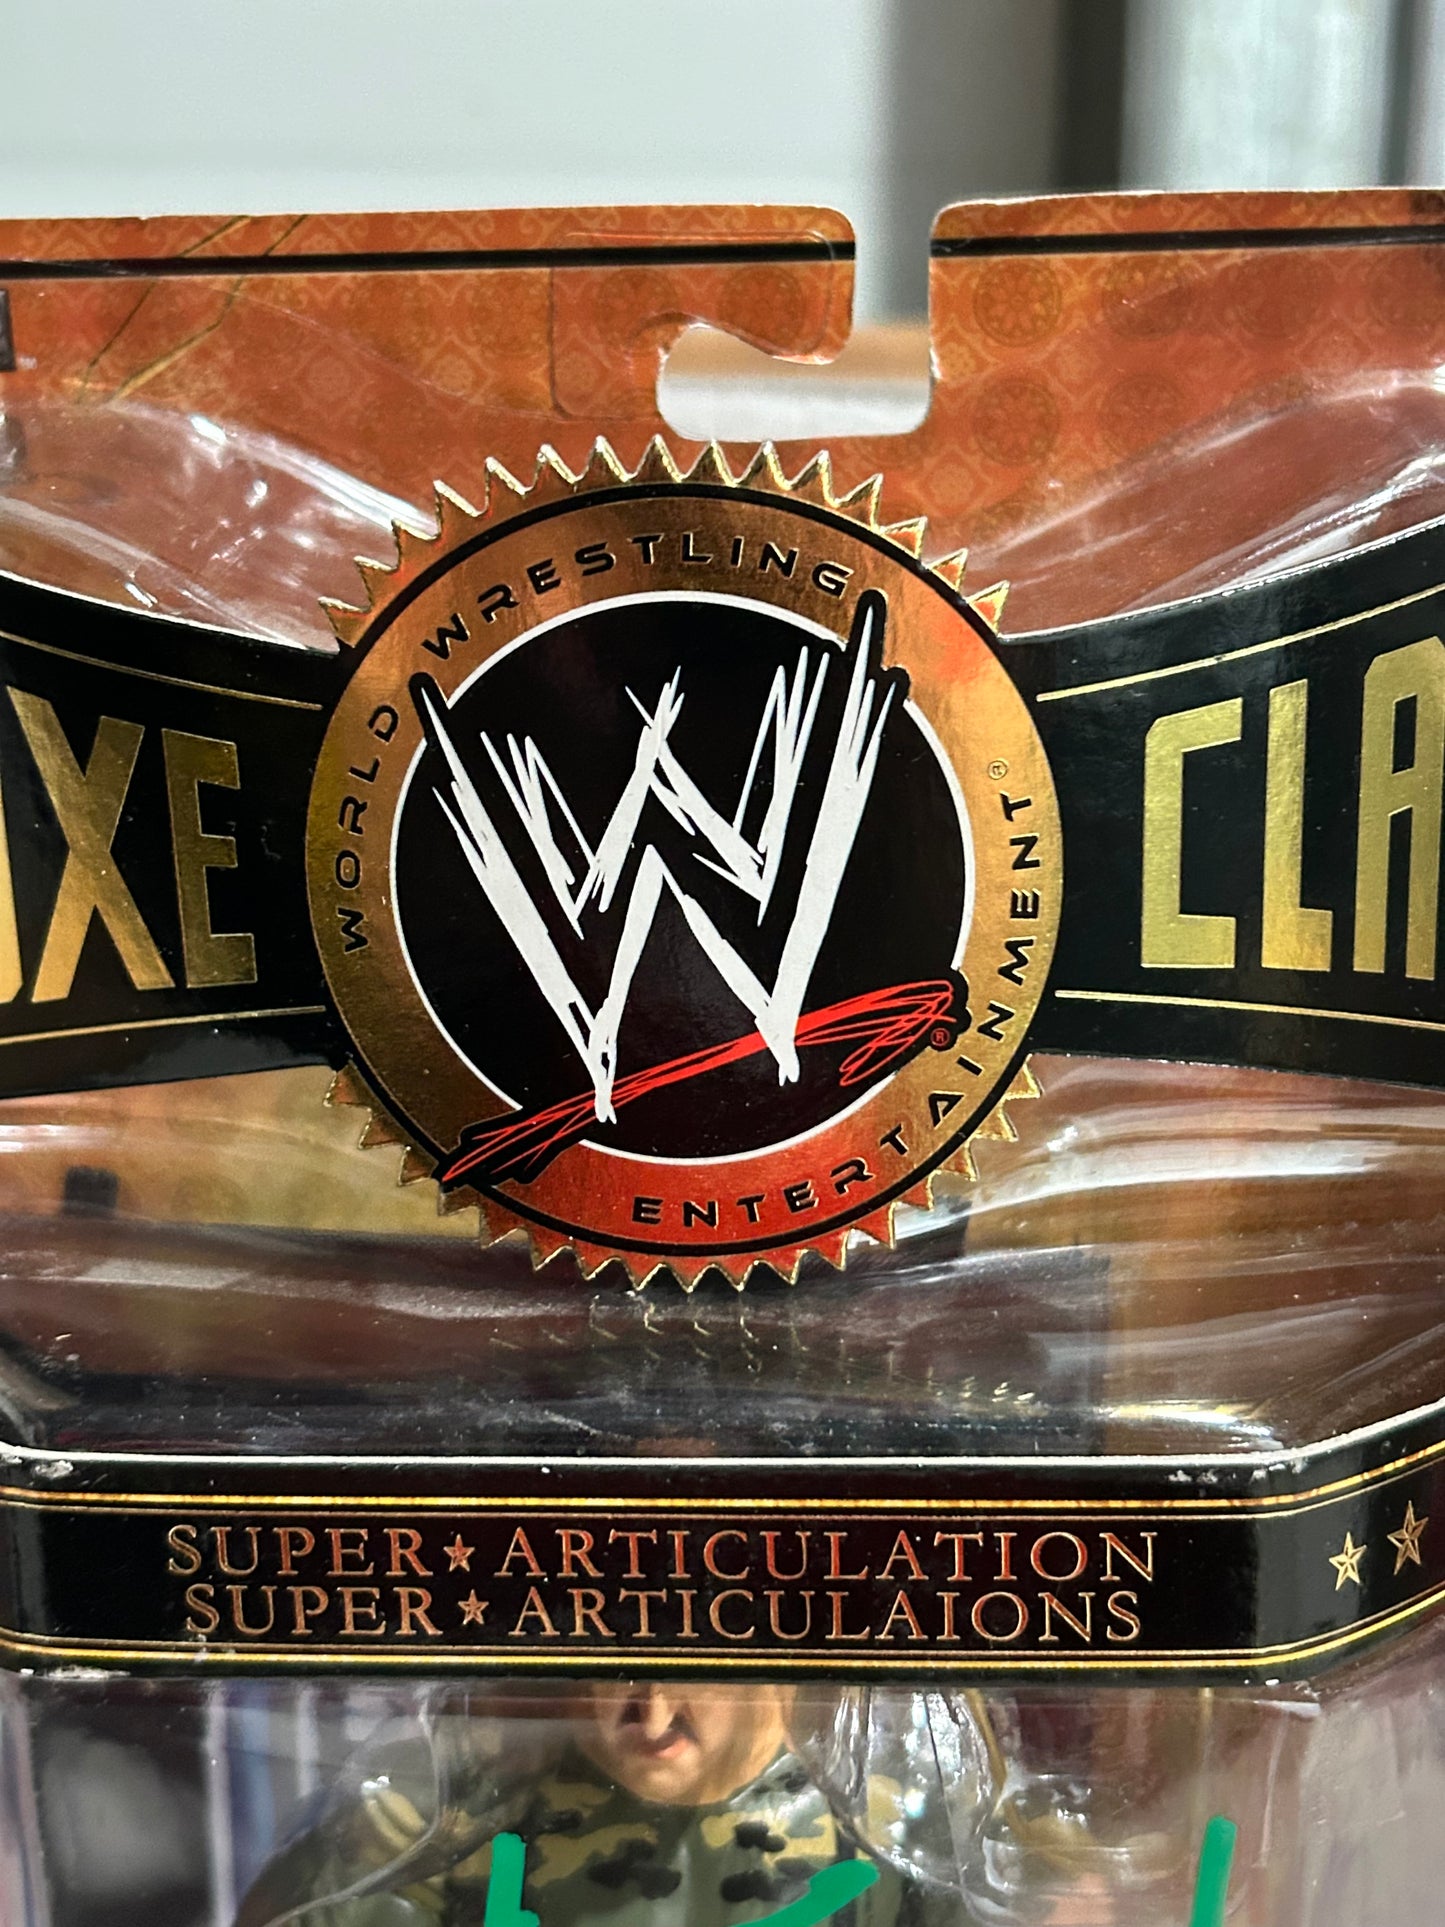 WORLD WRESTLING
ENTERTAINMENT®
W
®
XE
CLA
SUPER★ARTICULATION
SUPER★ARTICULAIONS